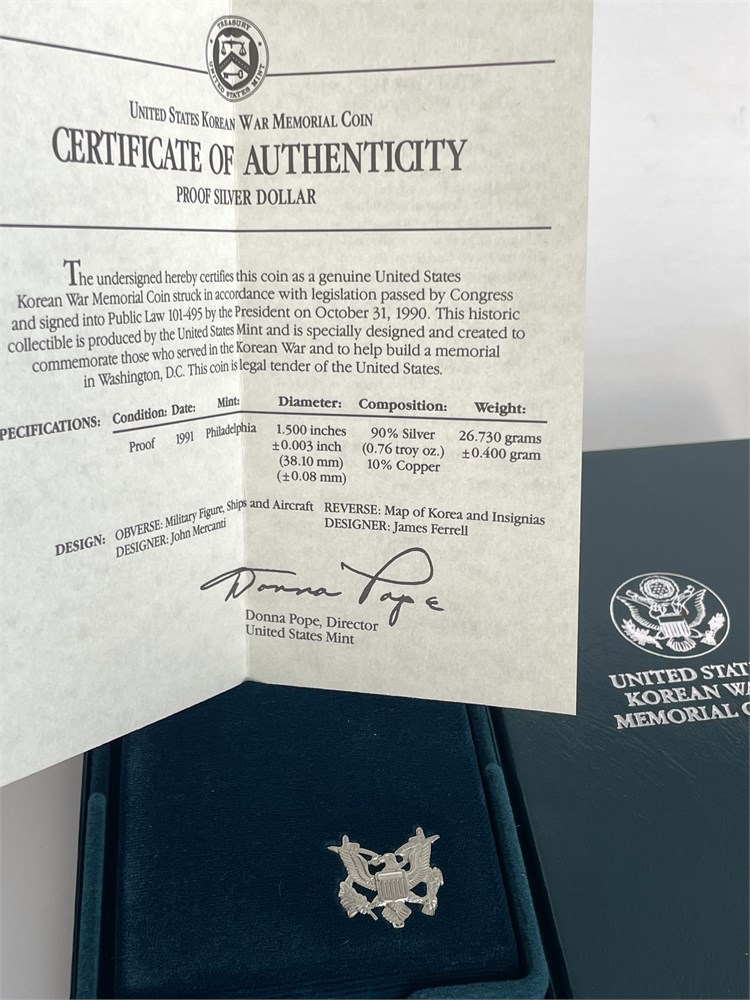 TREASURY
UNITED STATES MINT
UNITED STATES KOREAN WAR MEMORIAL COIN
CERTIFICATE OF AUTHENTICITY
PROOF SILVER DOLLAR
The undersigned hereby certifies this coin as a genuine United States
Korean War Memorial Coin struck in accordance with legislation passed by Congress
and signed into Public Law 101-495 by the President on October 31, 1990. This historic
collectible is produced by the United States Mint and is specially designed and created to
commemorate those who served in the Korean War and to help build a memorial
in Washington, D.C. This coin is legal tender of the United States.
PECIFICATIONS: Condition: Date: Mint: Diameter: Composition: Weight:
Proof 1991 Philadelphia 1.500 inches 90% Silver 26.730 grams
±0.003 inch (0.76 troy oz.) ±0.400 gram
(38.10 mm) 10% Copper
(±0.08 mm)
DESIGN: OBVERSE: Military Figure, Ships and Aircraft REVERSE: Map of Korea and Insignias
DESIGNER: John Mercanti DESIGNER: James Ferrell
Donna Pope
Donna Pope, Director
United States Mint
UNITED STAT
KOREAN WA
MEMORIAL C